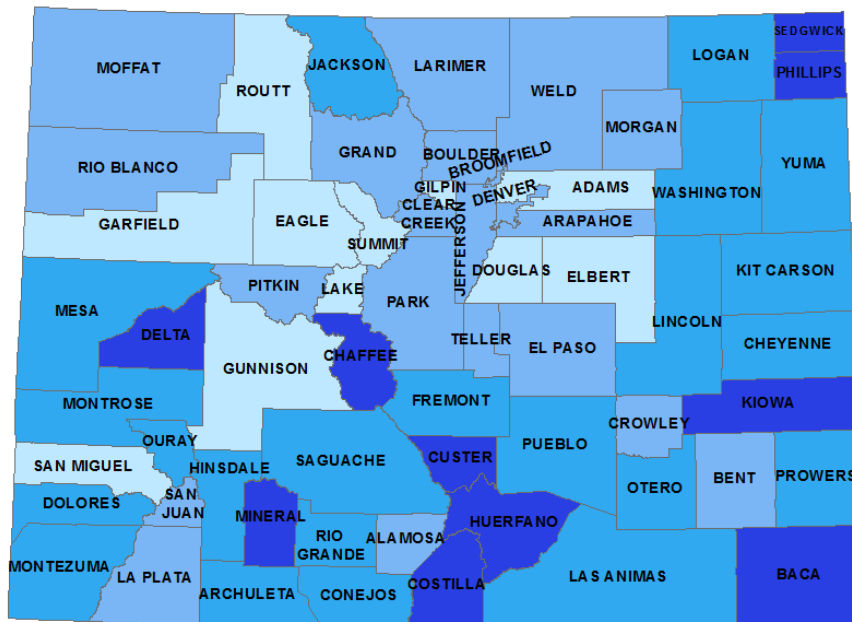 SEDGWICK
LOGAN
JACKSON
LARIMER
MOFFAT
PHILLIPS
ROUTT
WELD
MORGAN
GRAND
BOULDER
BROOMFIELD
YUMA
RIO BLANCO
GILPIN
DENVER
ADAMS
WASHINGTON
CLEAR
CREEK
GARFIELD
EAGLE
SUMMIT
JEFFERSON
ARAPAHOE
DOUGLAS
ELBERT
KIT CARSON
PITKIN
LAKE
PARK
MESA
LINCOLN
DELTA
TELLER
EL PASO
CHEYENNE
CHAFFEE
GUNNISON
MONTROSE
FREMONT
KIOWA
CROWLEY
OURAY
PUEBLO
SAN MIGUEL
HINSDALE
SAGUACHE
CUSTER
BENT
PROWERS
OTERO
DOLORES
SAN
JUAN
MINERAL
HUERFANO
RIO
GRANDE
ALAMOSA
MONTEZUMA
LA PLATA
LAS ANIMAS
BACA
COSTILLA
ARCHULETA
CONEJOS